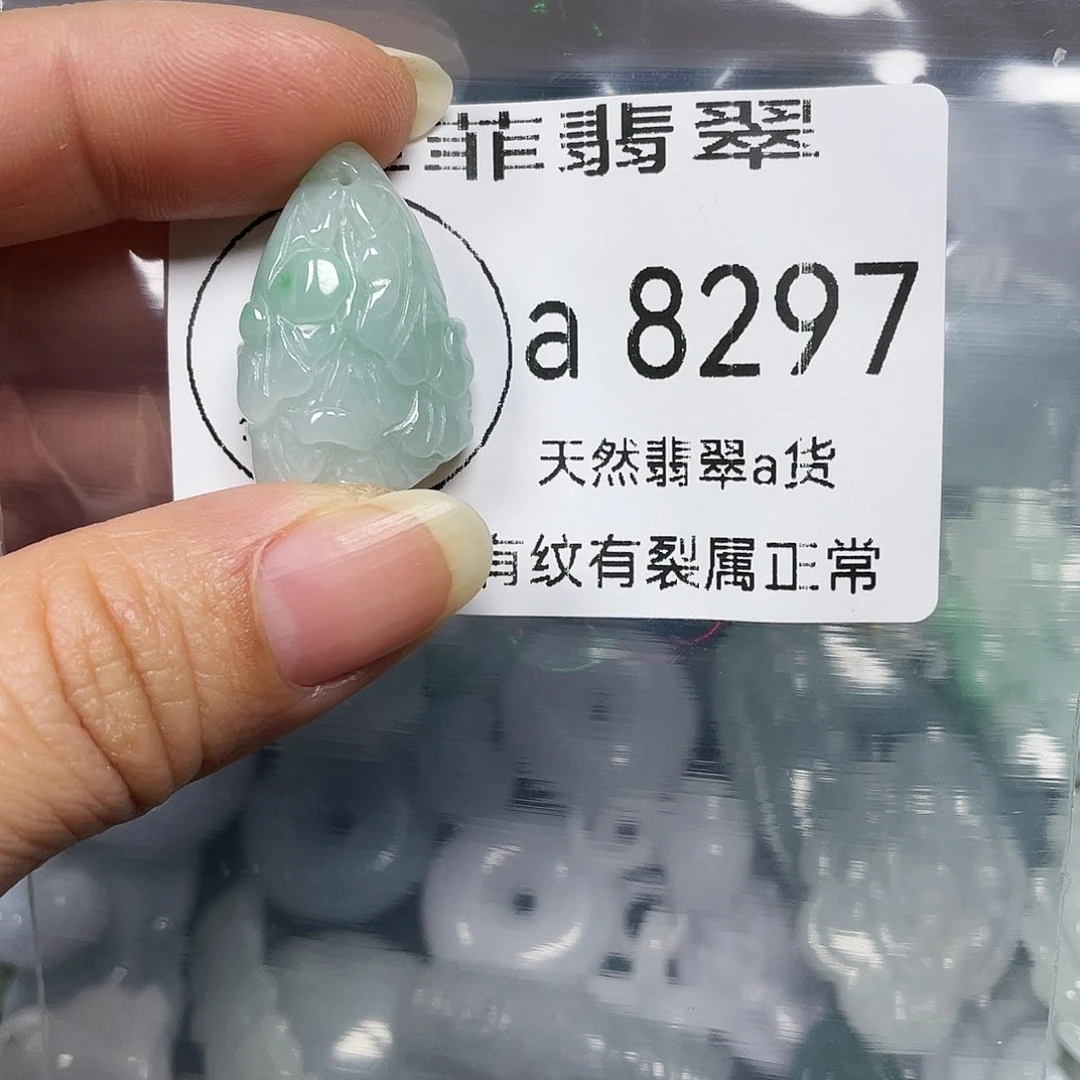 菲翡翠
a 8297
天然翡翠a货
有纹有裂属正常